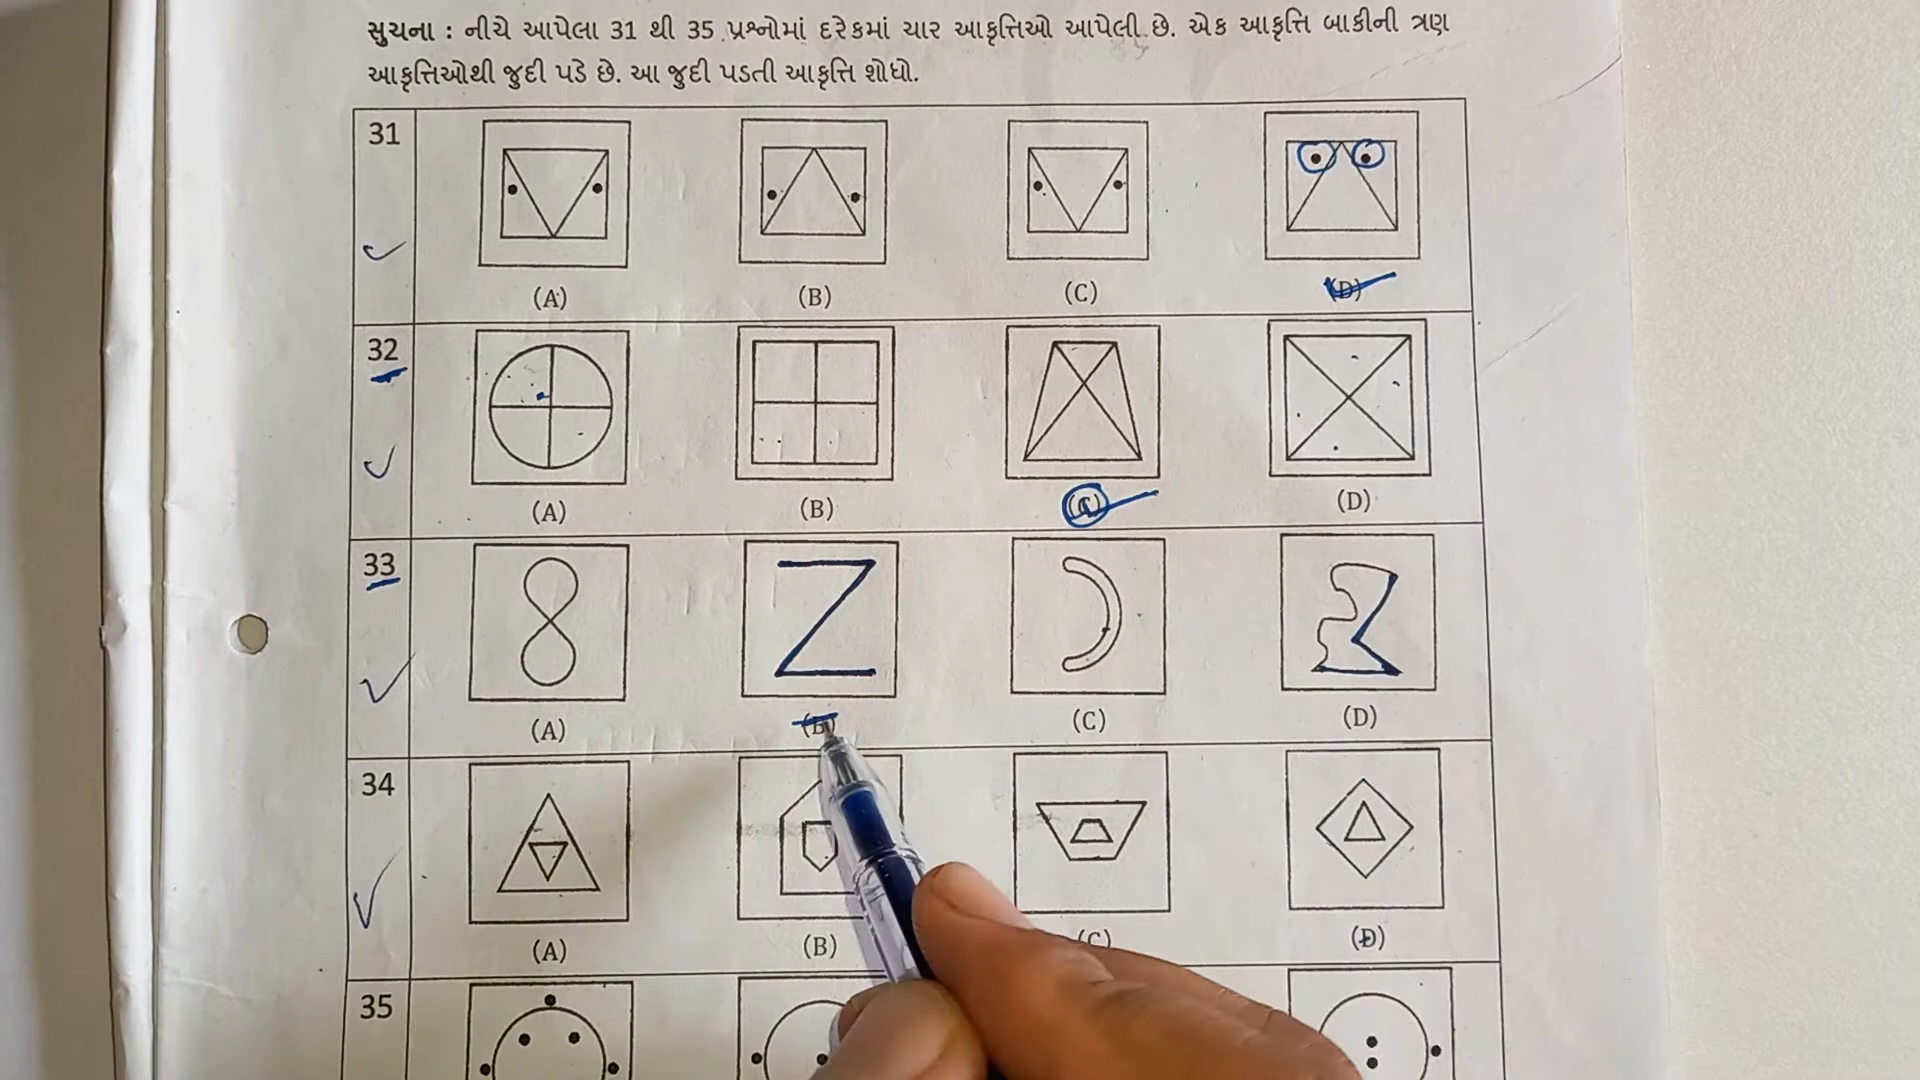 સુચના : નીચે આપેલા 31 થી 35 પ્રશ્નોમાં દરેકમાં ચાર આકૃત્તિઓ આપેલી છે. એક આકૃત્તિ બાકીની ત્રણ
આકૃત્તિઓથી જુદી પડે છે. આ જુદી પડતી આકૃત્તિ શોધો.
31
(A) (B) (C) (D)
32
(A) (B) (C) (D)
33
(A) (B) (C) (D)
34
(A) (B) (C) (D)
35